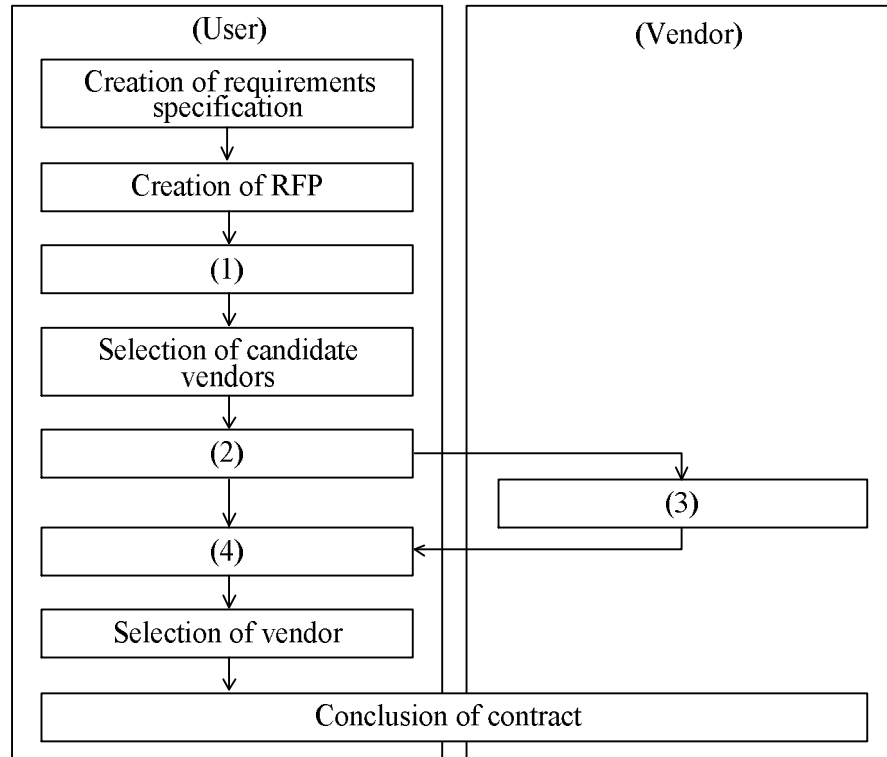 (User)
(Vendor)
Creation of requirements
specification
Creation of RFP
(1)
Selection of candidate
vendors
(2)
(3)
(4)
Selection of vendor
Conclusion of contract